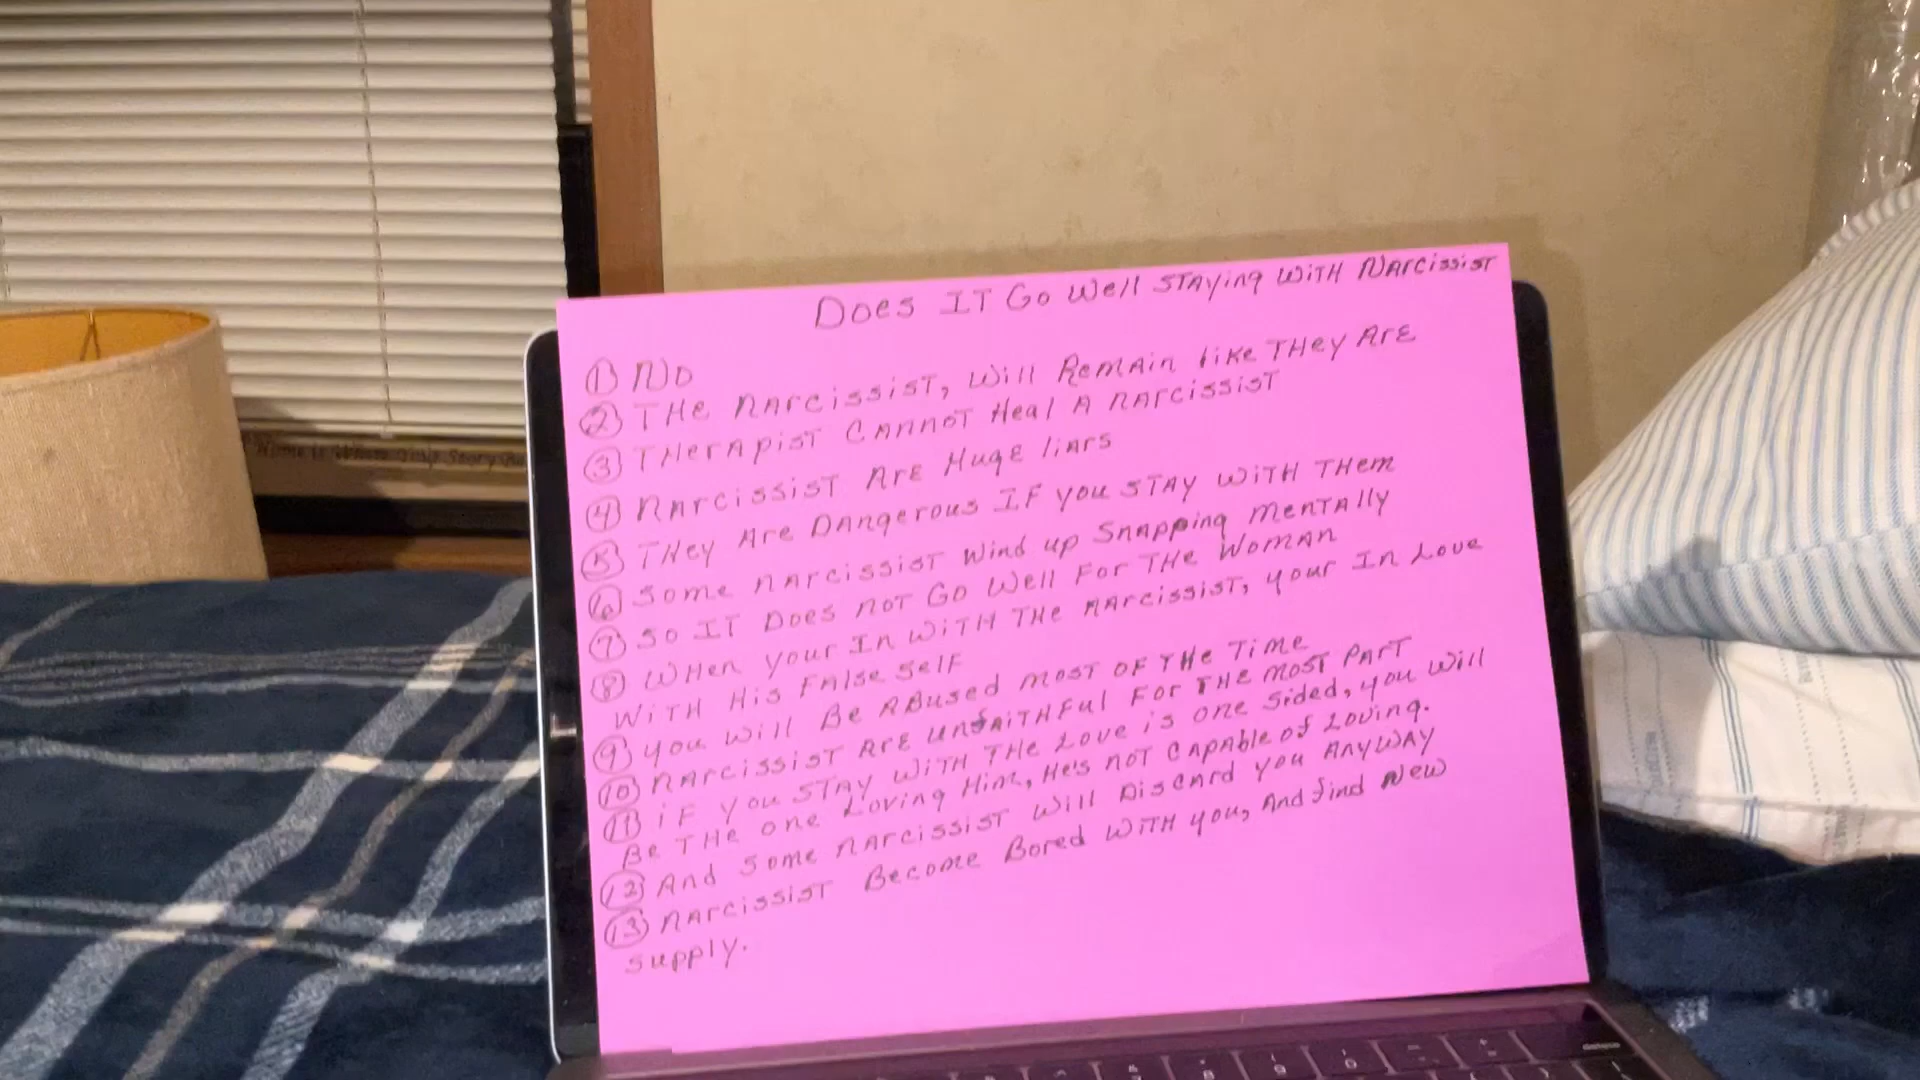 Does IT Go Well STAYing WITH NARCissisT
① NO
② THe NARCissisT, Will Remain like THey ARE
③ THerApisT CANNOT Heal A NARCissisT
④ NARCissisT ARE HugE liars
⑤ THey Are DANgerous IF you STAY WITH THem
⑥ Some NARCissisT Wind up Snapping menTAlly
⑦ SO IT Does NOT GO Well For THe WomAN
⑧ WHen your IN WiTH THe NARCissisT, your In Love
WiTH His FAlse self
⑨ you will Be ABused most OF THe Time
⑩ NARCissisT ARE unfAiTHFul For THe mosT PArT
⑪ iF you STAY WiTH THe Love is one sided, you Will
Be THe one Loving Him, He's noT CApAble of Loving.
⑫ And some NARCissisT Will DisCArd you AnyWAY
⑬ NARCissisT Become Bored WiTH you, And find New
supply.